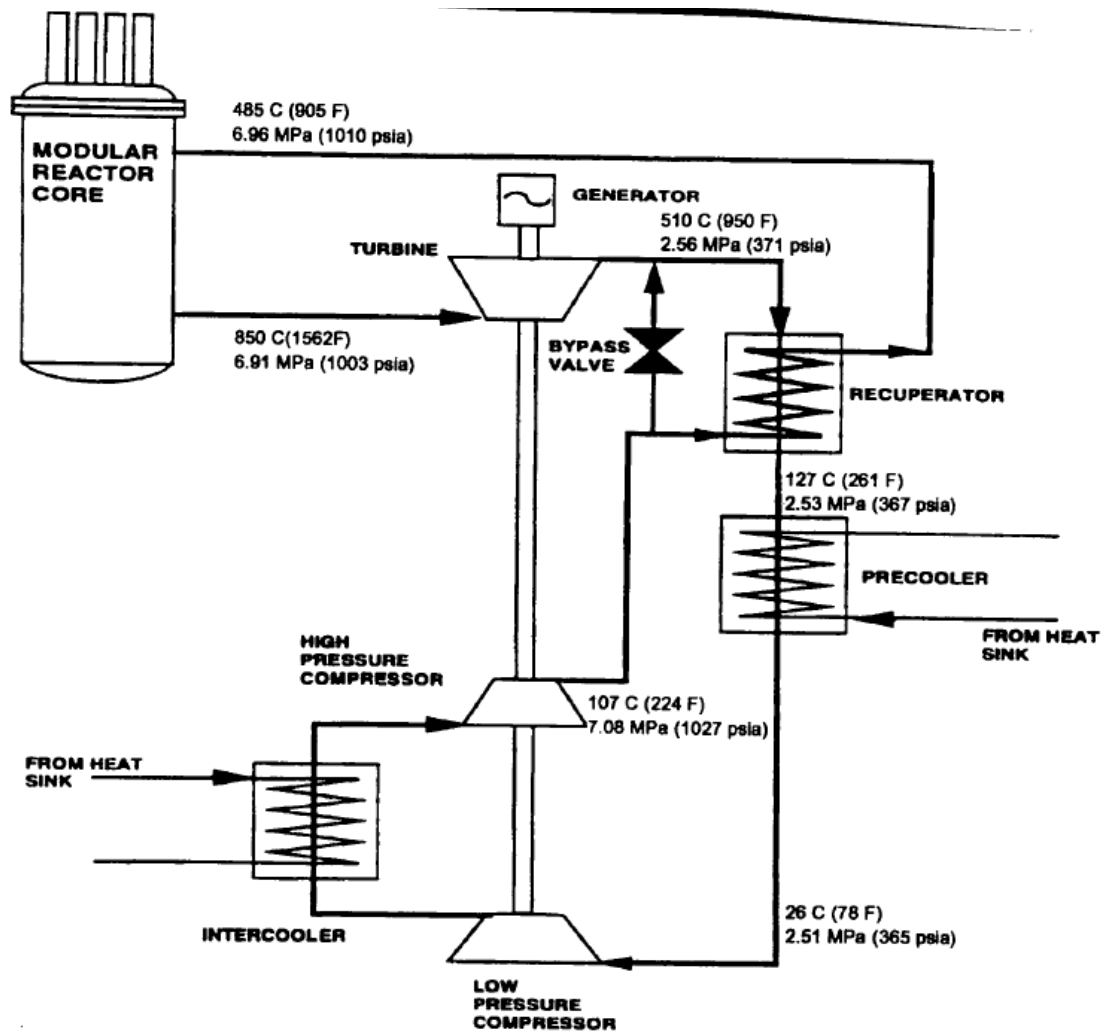 485 C (905 F)
6.96 MPa (1010 psia)
MODULAR
REACTOR
CORE
GENERATOR
510 C (950 F)
2.56 MPa (371 psia)
TURBINE
850 C(1562F)
6.91 MPa (1003 psia)
BYPASS
VALVE
RECUPERATOR
127 C (261 F)
2.53 MPa (367 psia)
PRECOOLER
FROM HEAT
SINK
HIGH
PRESSURE
COMPRESSOR
107 C (224 F)
7.08 MPa (1027 psia)
FROM HEAT
SINK
INTERCOOLER
26 C (78 F)
2.51 MPa (365 psia)
LOW
PRESSURE
COMPRESSOR